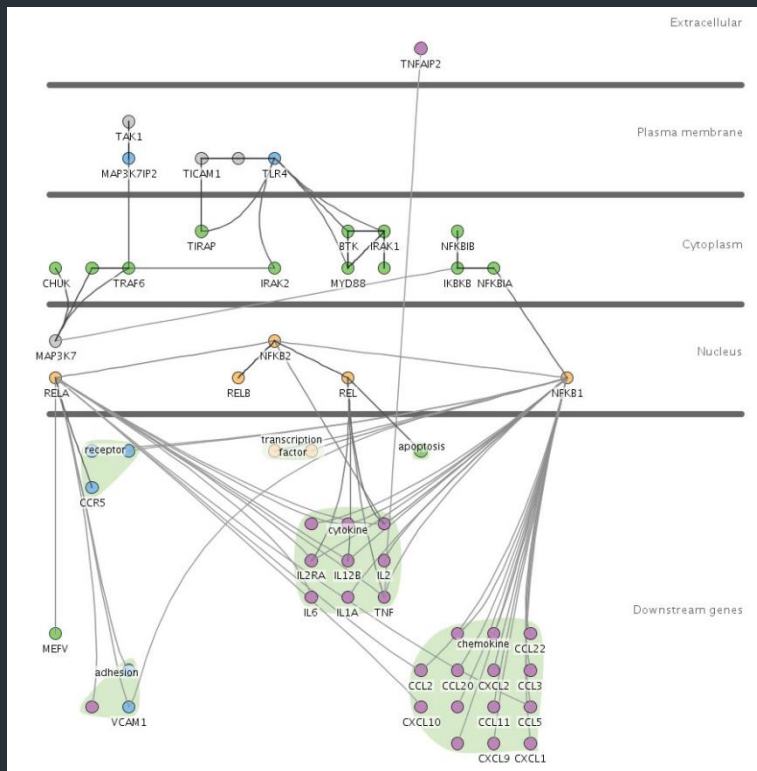 Extracellular
TNFAIP2
TAK1
Plasma membrane
MAP3K7IP2
TICAM1
TLR4
TIRAP
BTK
IRAK1
NFKBIB
Cytoplasm
CHUK
TRAF6
IRAK2
MYD88
IKBKB
NFKBIA
MAP3K7
NFKB2
Nucleus
RELA
RELB
REL
NFKB1
receptor
transcription
factor
apoptosis
CCR5
cytokine
IL2RA
IL12B
IL2
IL6
IL1A
TNF
Downstream genes
MEFV
chemokine
CCL22
adhesion
CCL2
CCL20
CXCL2
CCL3
VCAM1
CXCL10
CCL11
CCL5
CXCL9
CXCL1